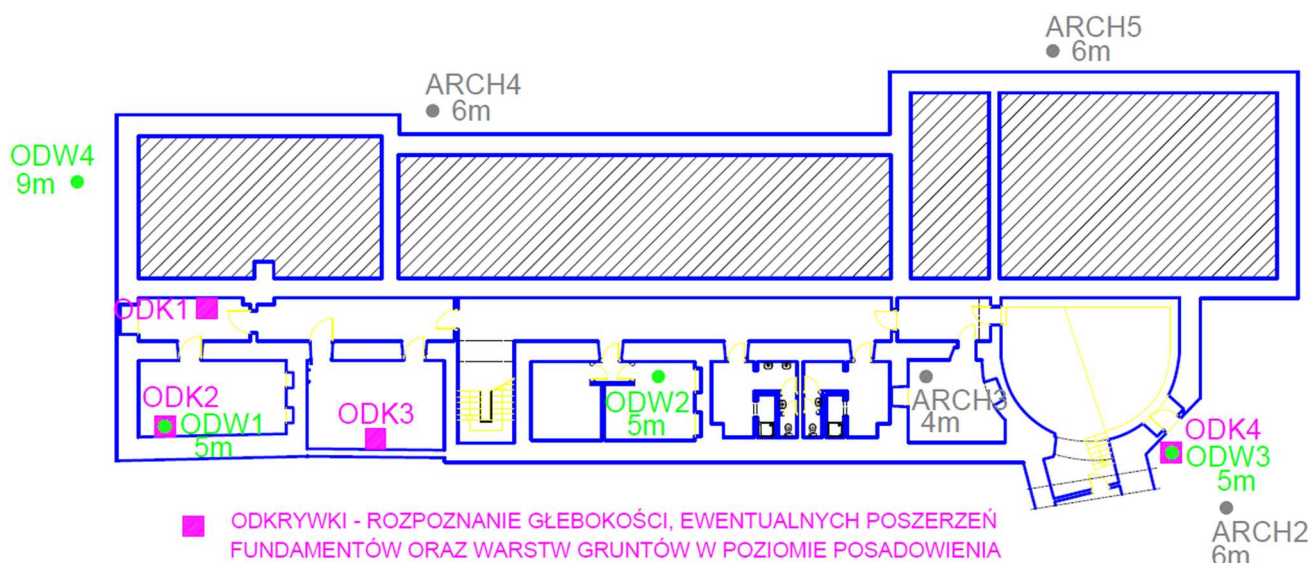 ARCH5
6m
ARCH4
6m
ODW4
9m
ODK1
ODK2
ODW1
5m
ODK3
ODW2
5m
ARCH3
4m
ODK4
ODW3
5m
ARCH2
6m
ODKRYWKI - ROZPOZNANIE GŁEBOKOŚCI, EWENTUALNYCH POSZERZEŃ
FUNDAMENTÓW ORAZ WARSTW GRUNTÓW W POZIOMIE POSADOWIENIA